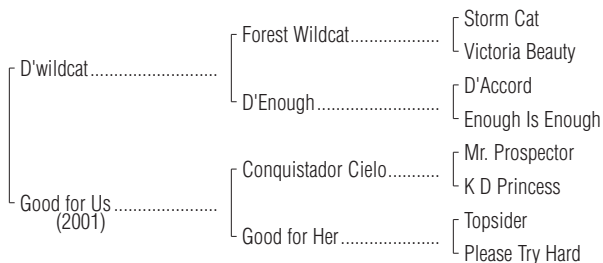 Storm Cat
Forest Wildcat..................
Victoria Beauty
D'wildcat.........................
D'Accord
D'Enough........................
Enough Is Enough
Mr. Prospector
Conquistador Cielo..........
K D Princess
Good for Us .....................
(2001)
Topsider
Good for Her....................
Please Try Hard